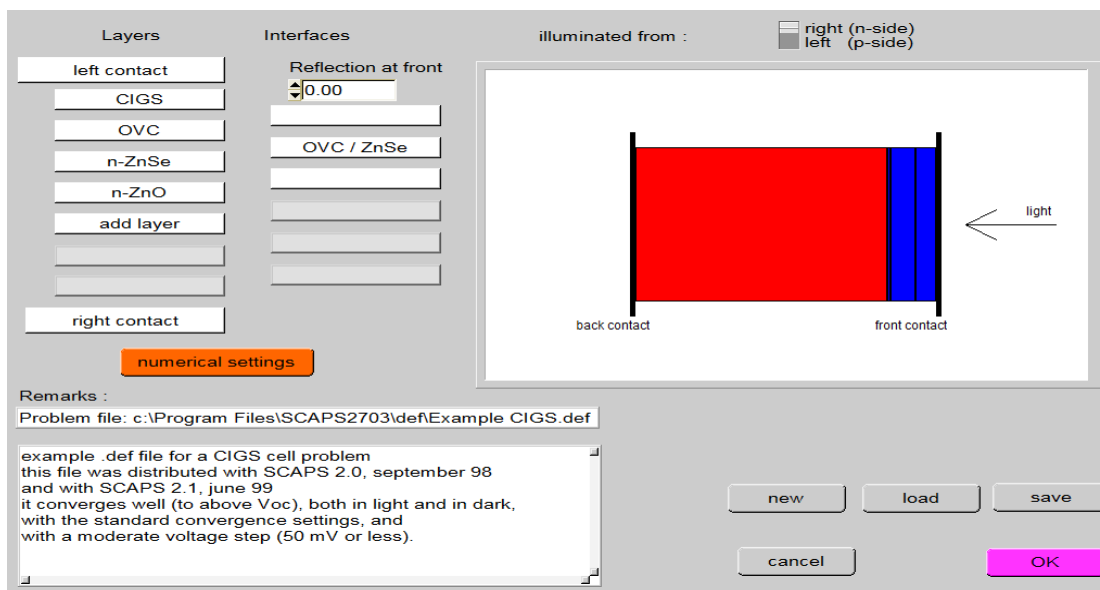 Layers
Interfaces
illuminated from :
right (n-side)
left (p-side)
left contact
Reflection at front
0.00
CIGS
OVC
OVC / ZnSe
n-ZnSe
n-ZnO
add layer
right contact
numerical settings
light
back contact
front contact
Remarks :
Problem file: c:\Program Files\SCAPS2703\def\Example CIGS.def
example .def file for a CIGS cell problem
this file was distributed with SCAPS 2.0, september 98
and with SCAPS 2.1, june 99
it converges well (to above Voc), both in light and in dark,
with the standard convergence settings, and
with a moderate voltage step (50 mV or less).
new
load
save
cancel
OK